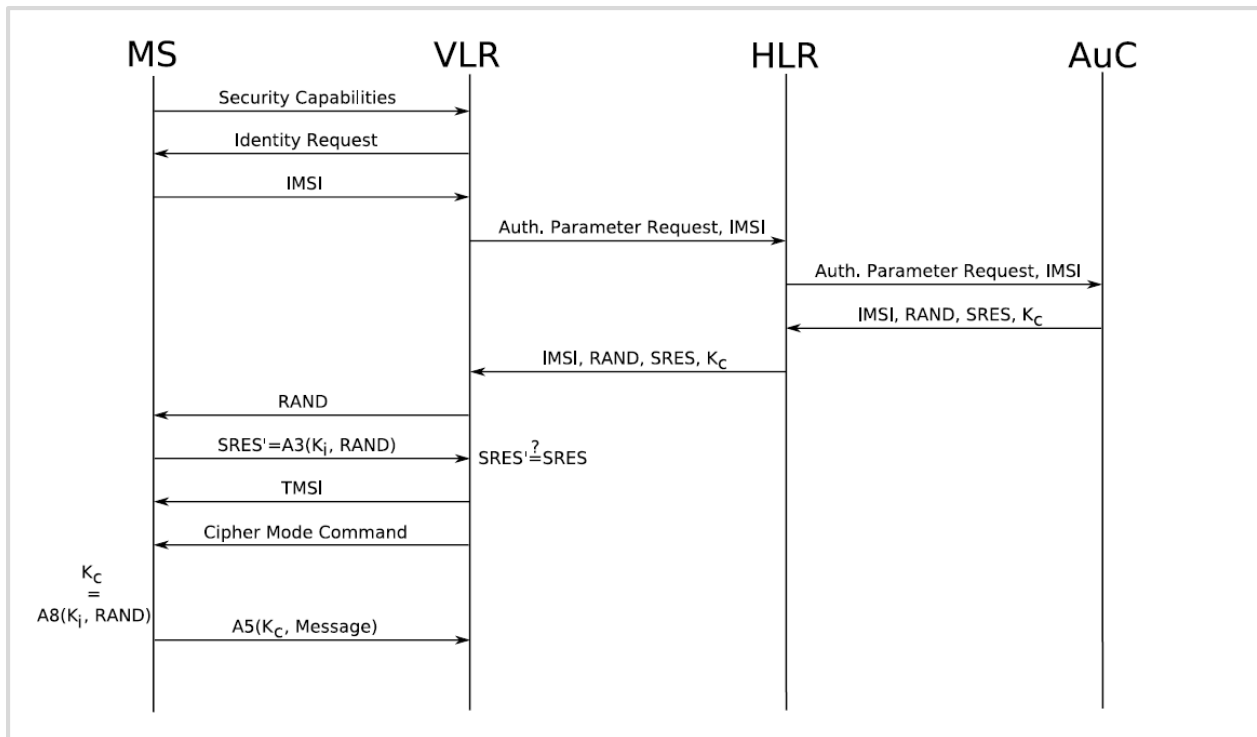 MS VLR HLR AuC
Security Capabilities
Identity Request
IMSI
Auth. Parameter Request, IMSI
Auth. Parameter Request, IMSI
IMSI, RAND, SRES, Kc
IMSI, RAND, SRES, Kc
RAND
SRES'=A3(Ki, RAND)
?
SRES'=SRES
TMSI
Cipher Mode Command
Kc
=
A8(Ki, RAND)
A5(Kc, Message)